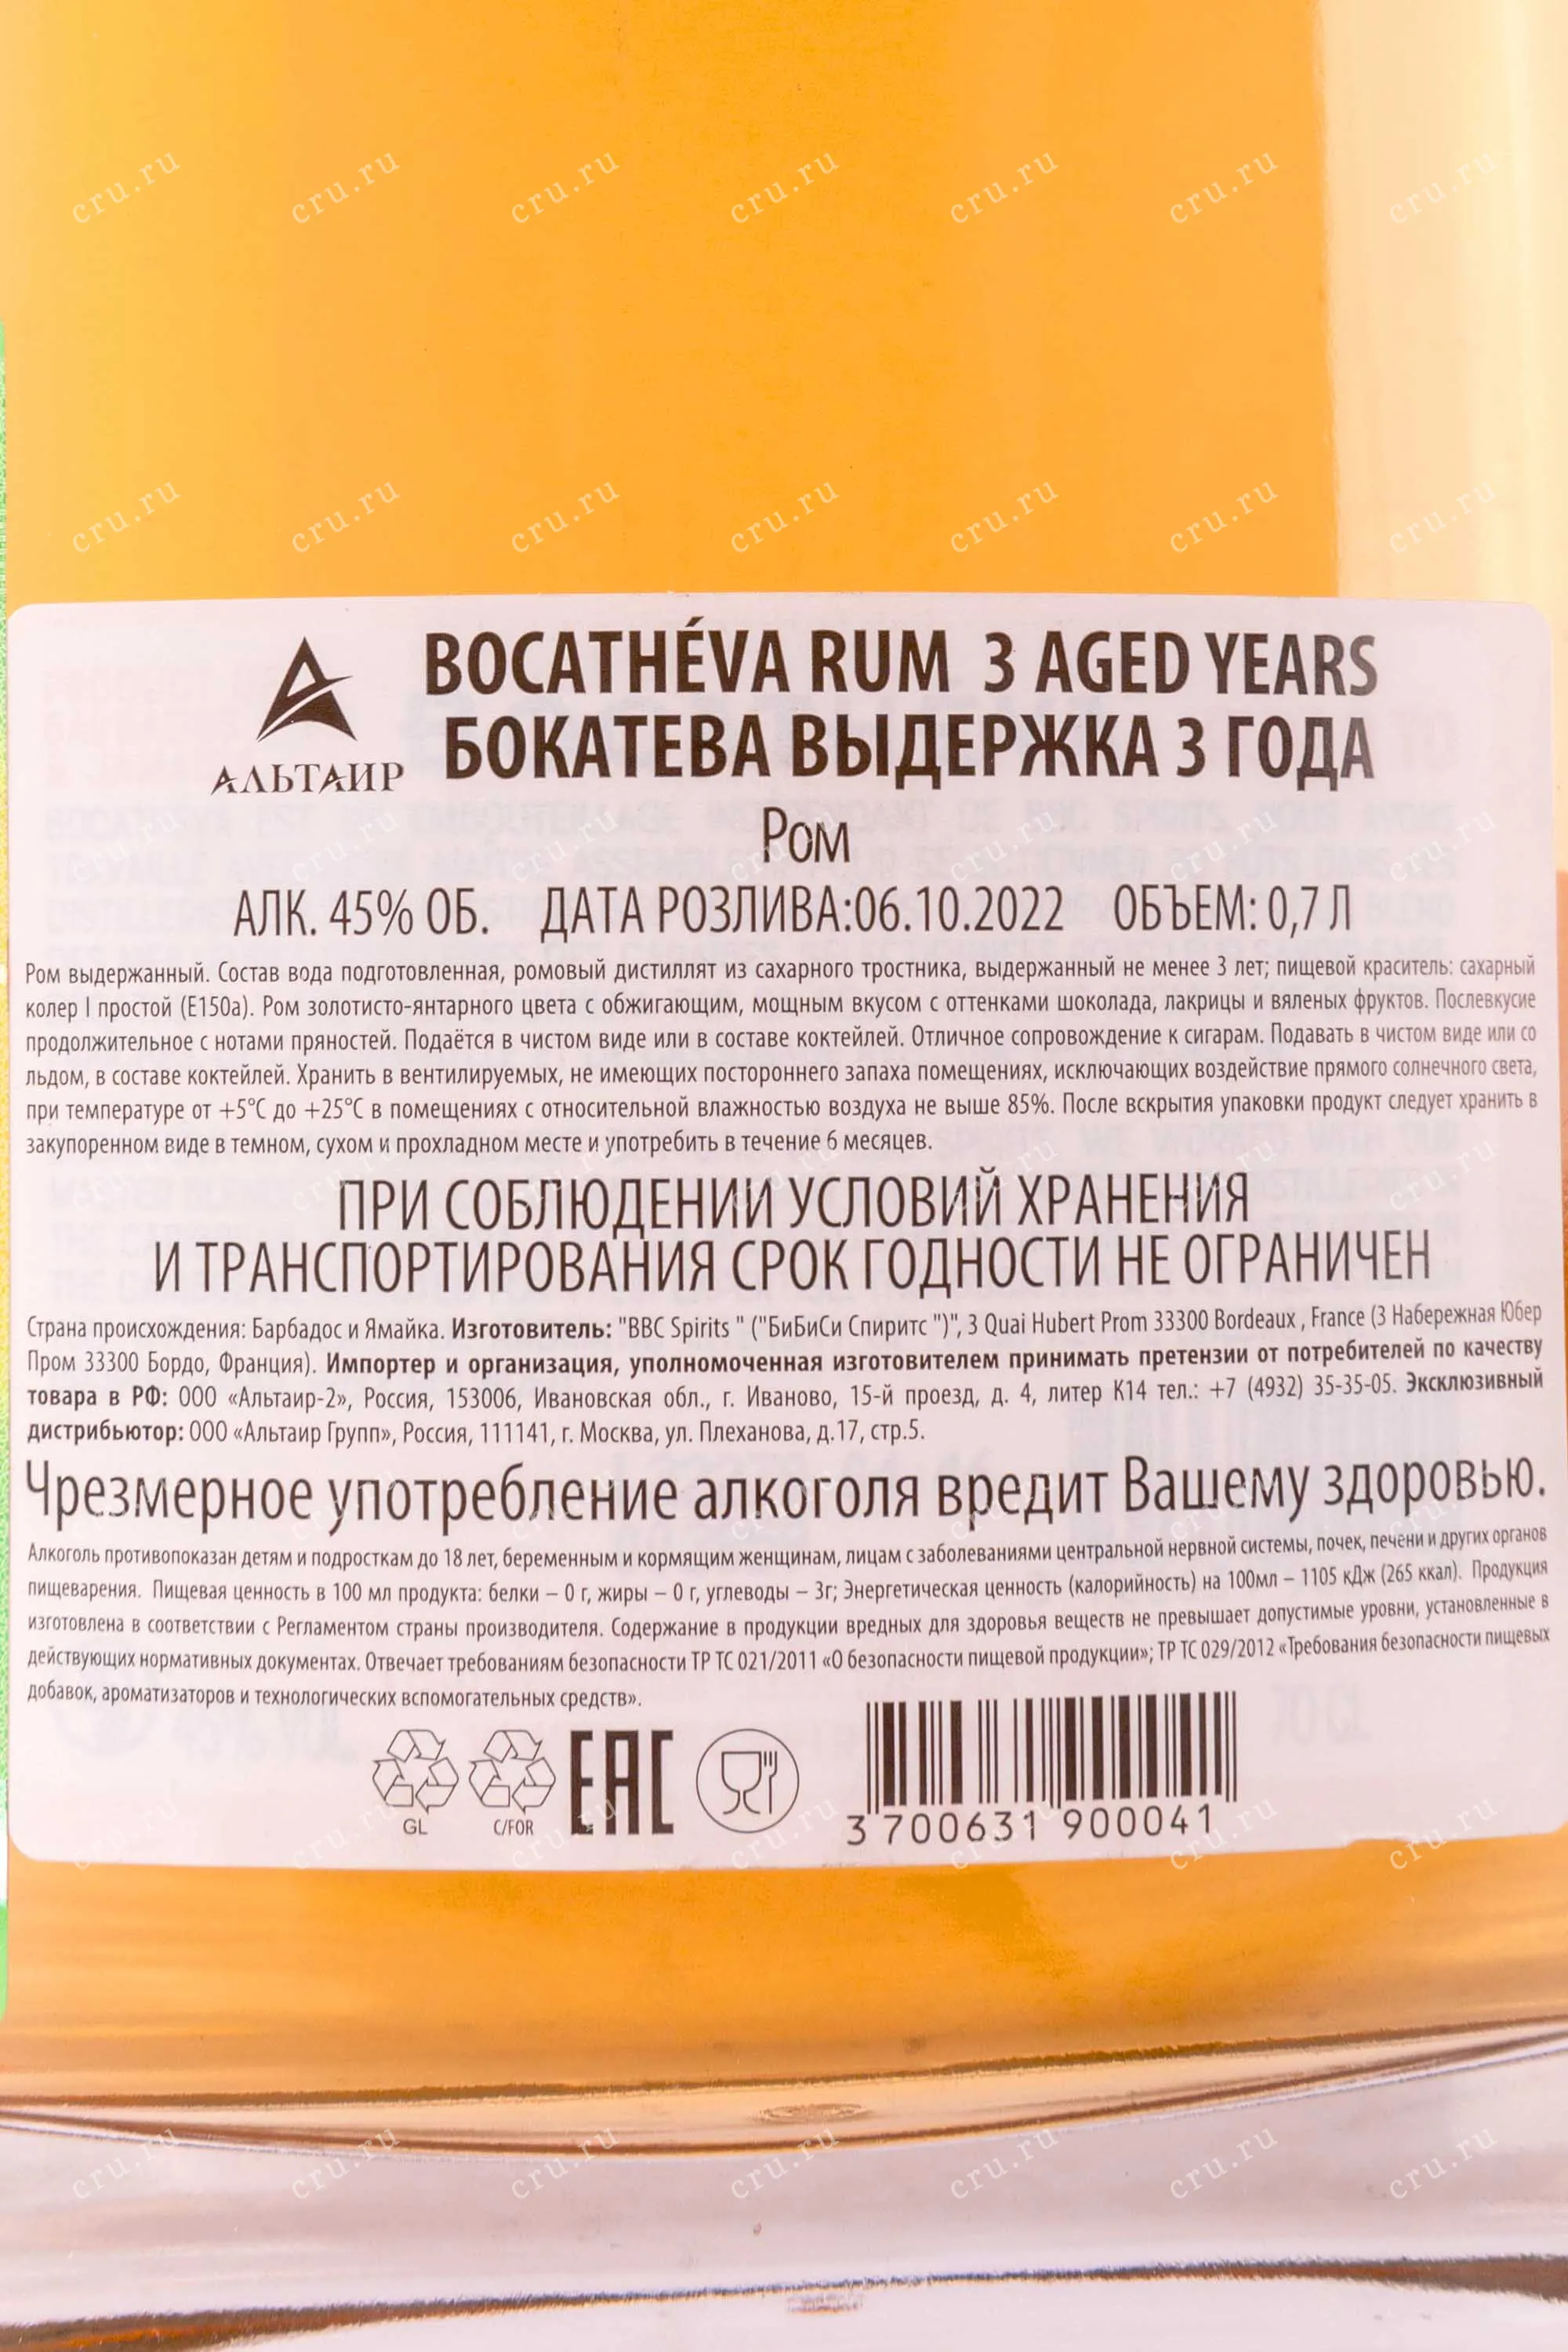 BOCATHÉVA RUM 3 AGED YEARS
АЛЬТАИР
БОКАТЕВА ВЫДЕРЖКА 3 ГОДА
Ром
АЛК. 45% ОБ. ДАТА РОЗЛИВА:06.10.2022 ОБЪЕМ: 0,7 Л
Ром выдержанный. Состав вода подготовленная, ромовый дистиллят из сахарного тростника, выдержанный не менее 3 лет; пищевой краситель: сахарный
колер I простой (Е150а). Ром золотисто-янтарного цвета с обжигающим, мощным вкусом с оттенками шоколада, лакрицы и вяленых фруктов. Послевкусие
продолжительное с нотами пряностей. Подаётся в чистом виде или в составе коктейлей. Отличное сопровождение к сигарам. Подавать в чистом виде или со
льдом, в составе коктейлей. Хранить в вентилируемых, не имеющих постороннего запаха помещениях, исключающих воздействие прямого солнечного света,
при температуре от +5°С до +25°С в помещениях с относительной влажностью воздуха не выше 85%. После вскрытия упаковки продукт следует хранить в
закупоренном виде в темном, сухом и прохладном месте и употребить в течение 6 месяцев.
ПРИ СОБЛЮДЕНИИ УСЛОВИЙ ХРАНЕНИЯ
И ТРАНСПОРТИРОВАНИЯ СРОК ГОДНОСТИ НЕ ОГРАНИЧЕН
Страна происхождения: Барбадос и Ямайка. Изготовитель: "BBC Spirits " ("БиБиСи Спиритс ")", 3 Quai Hubert Prom 33300 Bordeaux , France (3 Набережная Юбер
Пром 33300 Бордо, Франция). Импортер и организация, уполномоченная изготовителем принимать претензии от потребителей по качеству
товара в РФ: ООО «Альтаир-2», Россия, 153006, Ивановская обл., г. Иваново, 15-й проезд, д. 4, литер К14 тел.: +7 (4932) 35-35-05. Эксклюзивный
дистрибьютор: ООО «Альтаир Групп», Россия, 111141, г. Москва, ул. Плеханова, д.17, стр.5.
Чрезмерное употребление алкоголя вредит Вашему здоровью.
Алкоголь противопоказан детям и подросткам до 18 лет, беременным и кормящим женщинам, лицам с заболеваниями центральной нервной системы, почек, печени и других органов
пищеварения. Пищевая ценность в 100 мл продукта: белки – 0 г, жиры – 0 г, углеводы – 3г; Энергетическая ценность (калорийность) на 100мл – 1105 кДж (265 ккал). Продукция
изготовлена в соответствии с Регламентом страны производителя. Содержание в продукции вредных для здоровья веществ не превышает допустимые уровни, установленные в
действующих нормативных документах. Отвечает требованиям безопасности ТР ТС 021/2011 «О безопасности пищевой продукции»; ТР ТС 029/2012 «Требования безопасности пищевых
добавок, ароматизаторов и технологических вспомогательных средств».
GL C/FOR EAC
3 700631 900041